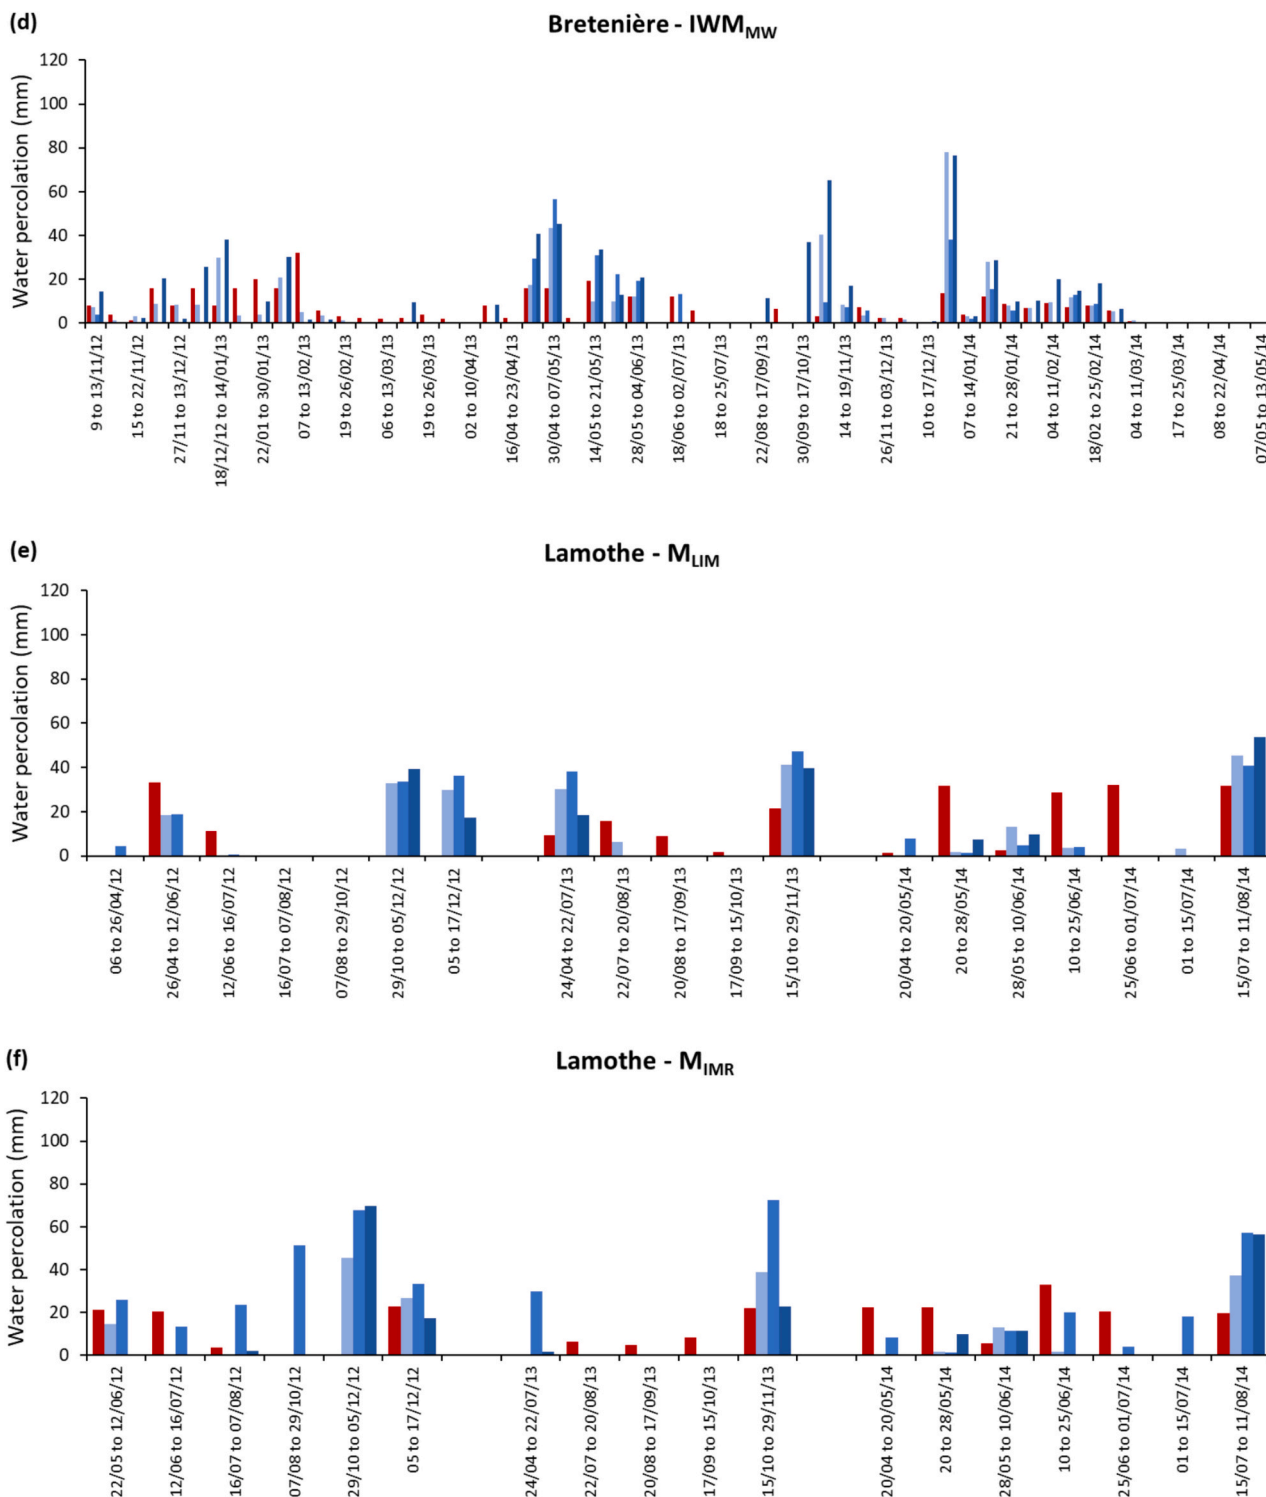 (d)
Bretenière - IWM_MW
Water percolation (mm)
120
100
80
60
40
20
0
9 to 13/11/12
15 to 22/11/12
27/11 to 13/12/12
18/12/12 to 14/01/13
22/01 to 30/01/13
07 to 13/02/13
19 to 26/02/13
06 to 13/03/13
19 to 26/03/13
02 to 10/04/13
16/04 to 23/04/13
30/04 to 07/05/13
14/05 to 21/05/13
28/05 to 04/06/13
18/06 to 02/07/13
18 to 25/07/13
22/08 to 17/09/13
30/09 to 17/10/13
14 to 19/11/13
26/11 to 03/12/13
10 to 17/12/13
07 to 14/01/14
21 to 28/01/14
04 to 11/02/14
18/02 to 25/02/14
04 to 11/03/14
17 to 25/03/14
08 to 22/04/14
07/05 to 13/05/14
(e)
Lamothe - M_LIM
Water percolation (mm)
120
100
80
60
40
20
0
06 to 26/04/12
26/04 to 12/06/12
12/06 to 16/07/12
16/07 to 07/08/12
07/08 to 29/10/12
29/10 to 05/12/12
05 to 17/12/12
24/04 to 22/07/13
22/07 to 20/08/13
20/08 to 17/09/13
17/09 to 15/10/13
15/10 to 29/11/13
20/04 to 20/05/14
20 to 28/05/14
28/05 to 10/06/14
10 to 25/06/14
25/06 to 01/07/14
01 to 15/07/14
15/07 to 11/08/14
(f)
Lamothe - M_IMR
Water percolation (mm)
120
100
80
60
40
20
0
22/05 to 12/06/12
12/06 to 16/07/12
16/07 to 07/08/12
07/08 to 29/10/12
29/10 to 05/12/12
05 to 17/12/12
24/04 to 22/07/13
22/07 to 20/08/13
20/08 to 17/09/13
17/09 to 15/10/13
15/10 to 29/11/13
20/04 to 20/05/14
20 to 28/05/14
28/05 to 10/06/14
10 to 25/06/14
25/06 to 01/07/14
01 to 15/07/14
15/07 to 11/08/14